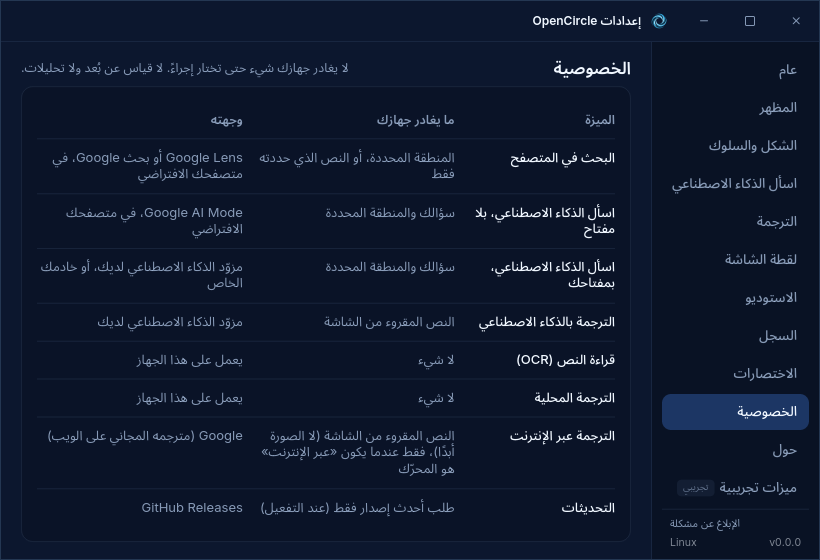 إعدادات OpenCircle
عام
المظهر
الشكل والسلوك
اسأل الذكاء الاصطناعي
الترجمة
لقطة الشاشة
الاستوديو
السجل
الاختصارات
الخصوصية
حول
ميزات تجريبية تجريبي
الإبلاغ عن مشكلة
v0.0.0 Linux
الخصوصية
لا يغادر جهازك شيء حتى تختار إجراءً. لا قياس عن بُعد ولا تحليلات.
الميزة ما يغادر جهازك وجهته
البحث في المتصفح
المنطقة المحددة، أو النص الذي حددته
فقط
Google Lens أو بحث Google، في
متصفحك الافتراضي
اسأل الذكاء الاصطناعي، بلا
مفتاح
سؤالك والمنطقة المحددة
Google AI Mode، في متصفحك
الافتراضي
اسأل الذكاء الاصطناعي،
بمفتاحك
سؤالك والمنطقة المحددة
مزوّد الذكاء الاصطناعي لديك، أو خادمك
الخاص
الترجمة بالذكاء الاصطناعي
النص المقروء من الشاشة
مزوّد الذكاء الاصطناعي لديك
قراءة النص (OCR)
لا شيء
يعمل على هذا الجهاز
الترجمة المحلية
لا شيء
يعمل على هذا الجهاز
الترجمة عبر الإنترنت
النص المقروء من الشاشة (لا الصورة
أبدًا)، فقط عندما يكون «عبر الإنترنت»
هو المحرّك
Google (مترجمه المجاني على الويب)
التحديثات
طلب أحدث إصدار فقط (عند التفعيل)
GitHub Releases